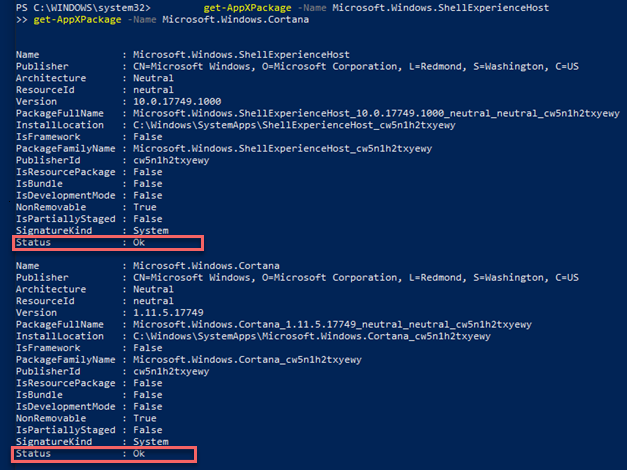 PS C:\WINDOWS\system32> get-AppXPackage -Name Microsoft.Windows.ShellExperienceHost
>> get-AppXPackage -Name Microsoft.Windows.Cortana
Name : Microsoft.Windows.ShellExperienceHost
Publisher : CN=Microsoft Windows, O=Microsoft Corporation, L=Redmond, S=Washington, C=US
Architecture : Neutral
ResourceId : neutral
Version : 10.0.17749.1000
PackageFullName : Microsoft.Windows.ShellExperienceHost_10.0.17749.1000_neutral_neutral_cw5n1h2txyewy
InstallLocation : C:\Windows\SystemApps\ShellExperienceHost_cw5n1h2txyewy
IsFramework : False
PackageFamilyName : Microsoft.Windows.ShellExperienceHost_cw5n1h2txyewy
PublisherId : cw5n1h2txyewy
IsResourcePackage : False
IsBundle : False
IsDevelopmentMode : False
NonRemovable : True
IsPartiallyStaged : False
SignatureKind : System
Status : Ok
Name : Microsoft.Windows.Cortana
Publisher : CN=Microsoft Windows, O=Microsoft Corporation, L=Redmond, S=Washington, C=US
Architecture : Neutral
ResourceId : neutral
Version : 1.11.5.17749
PackageFullName : Microsoft.Windows.Cortana_1.11.5.17749_neutral_neutral_cw5n1h2txyewy
InstallLocation : C:\Windows\SystemApps\Microsoft.Windows.Cortana_cw5n1h2txyewy
IsFramework : False
PackageFamilyName : Microsoft.Windows.Cortana_cw5n1h2txyewy
PublisherId : cw5n1h2txyewy
IsResourcePackage : False
IsBundle : False
IsDevelopmentMode : False
NonRemovable : True
IsPartiallyStaged : False
SignatureKind : System
Status : Ok